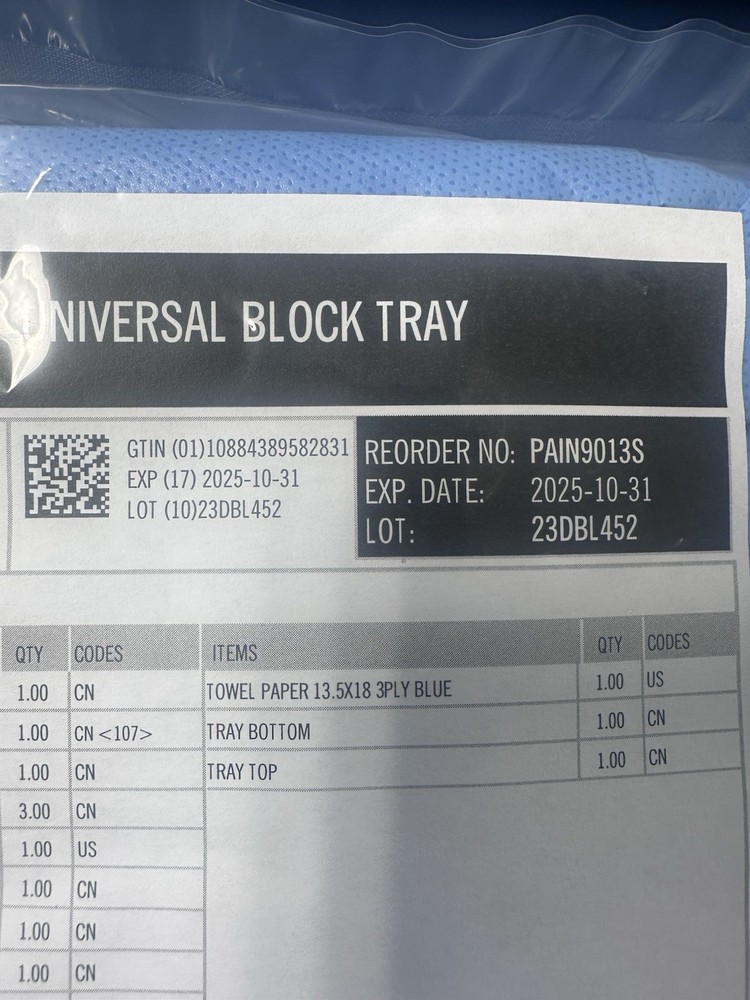 UNIVERSAL BLOCK TRAY
GTIN (01)10884389582831
EXP (17) 2025-10-31
LOT (10)23DBL452
REORDER NO: PAIN9013S
EXP. DATE: 2025-10-31
LOT: 23DBL452
QTY CODES
1.00 CN
1.00 CN <107>
1.00 CN
3.00 CN
1.00 US
1.00 CN
1.00 CN
1.00 CN
ITEMS QTY CODES
TOWEL PAPER 13.5X18 3PLY BLUE 1.00 US
TRAY BOTTOM 1.00 CN
TRAY TOP 1.00 CN